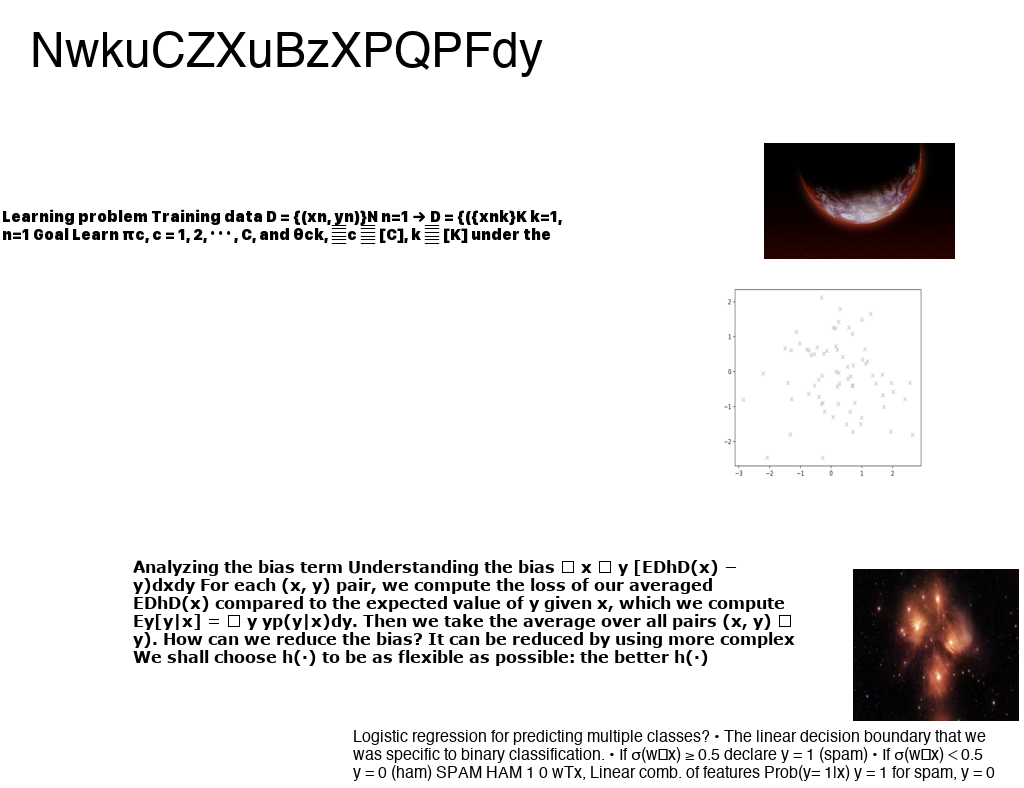 NwkuCZXuBzXPQPFdy
Learning problem Training data D = {(xn, yn)}N n=1 → D = {({xnk}K k=1,
n=1 Goal Learn πc, c = 1, 2, · · · , C, and θck, c [C], k [K] under the
2
1
0
−1
−2
−3 −2 −1 0 1 2
Analyzing the bias term Understanding the bias □ x □ y [EDhD(x) −
y)dxdy For each (x, y) pair, we compute the loss of our averaged
EDhD(x) compared to the expected value of y given x, which we compute
Ey[y|x] = □ y yp(y|x)dy. Then we take the average over all pairs (x, y) □
y). How can we reduce the bias? It can be reduced by using more complex
We shall choose h(·) to be as flexible as possible: the better h(·)
Logistic regression for predicting multiple classes? • The linear decision boundary that we
was specific to binary classification. • If σ(w□x) ≥ 0.5 declare y = 1 (spam) • If σ(w□x) < 0.5
y = 0 (ham) SPAM HAM 1 0 wTx, Linear comb. of features Prob(y= 1|x) y = 1 for spam, y = 0